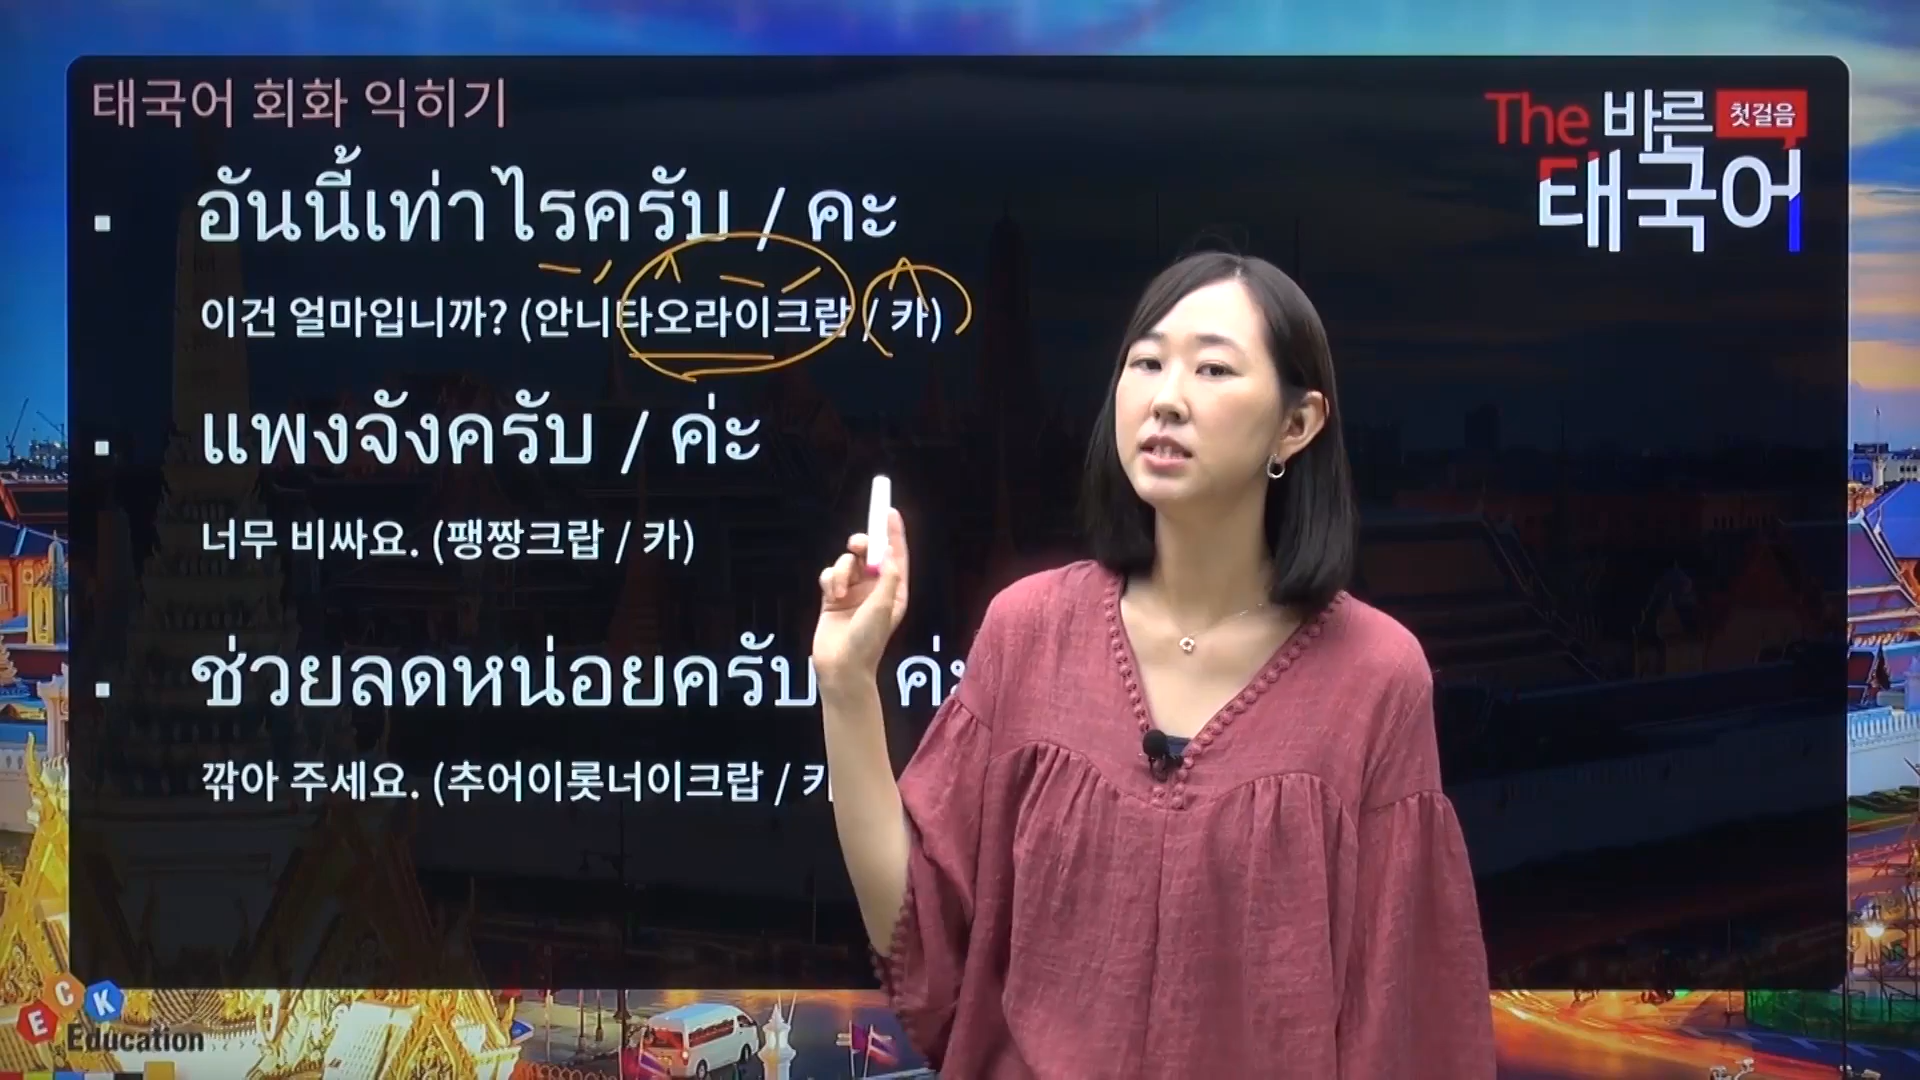 태국어 회화 익히기
The 바른 첫걸음
태국어
อันนี้เท่าไรครับ / คะ
이건 얼마입니까? (안니타오라이크랍 / 카)
แพงจังครับ / ค่ะ
너무 비싸요. (팽짱크랍 / 카)
ช่วยลดหน่อยครับ ค่ะ
깎아 주세요. (추어이롯너이크랍 / 카
ECK
Education